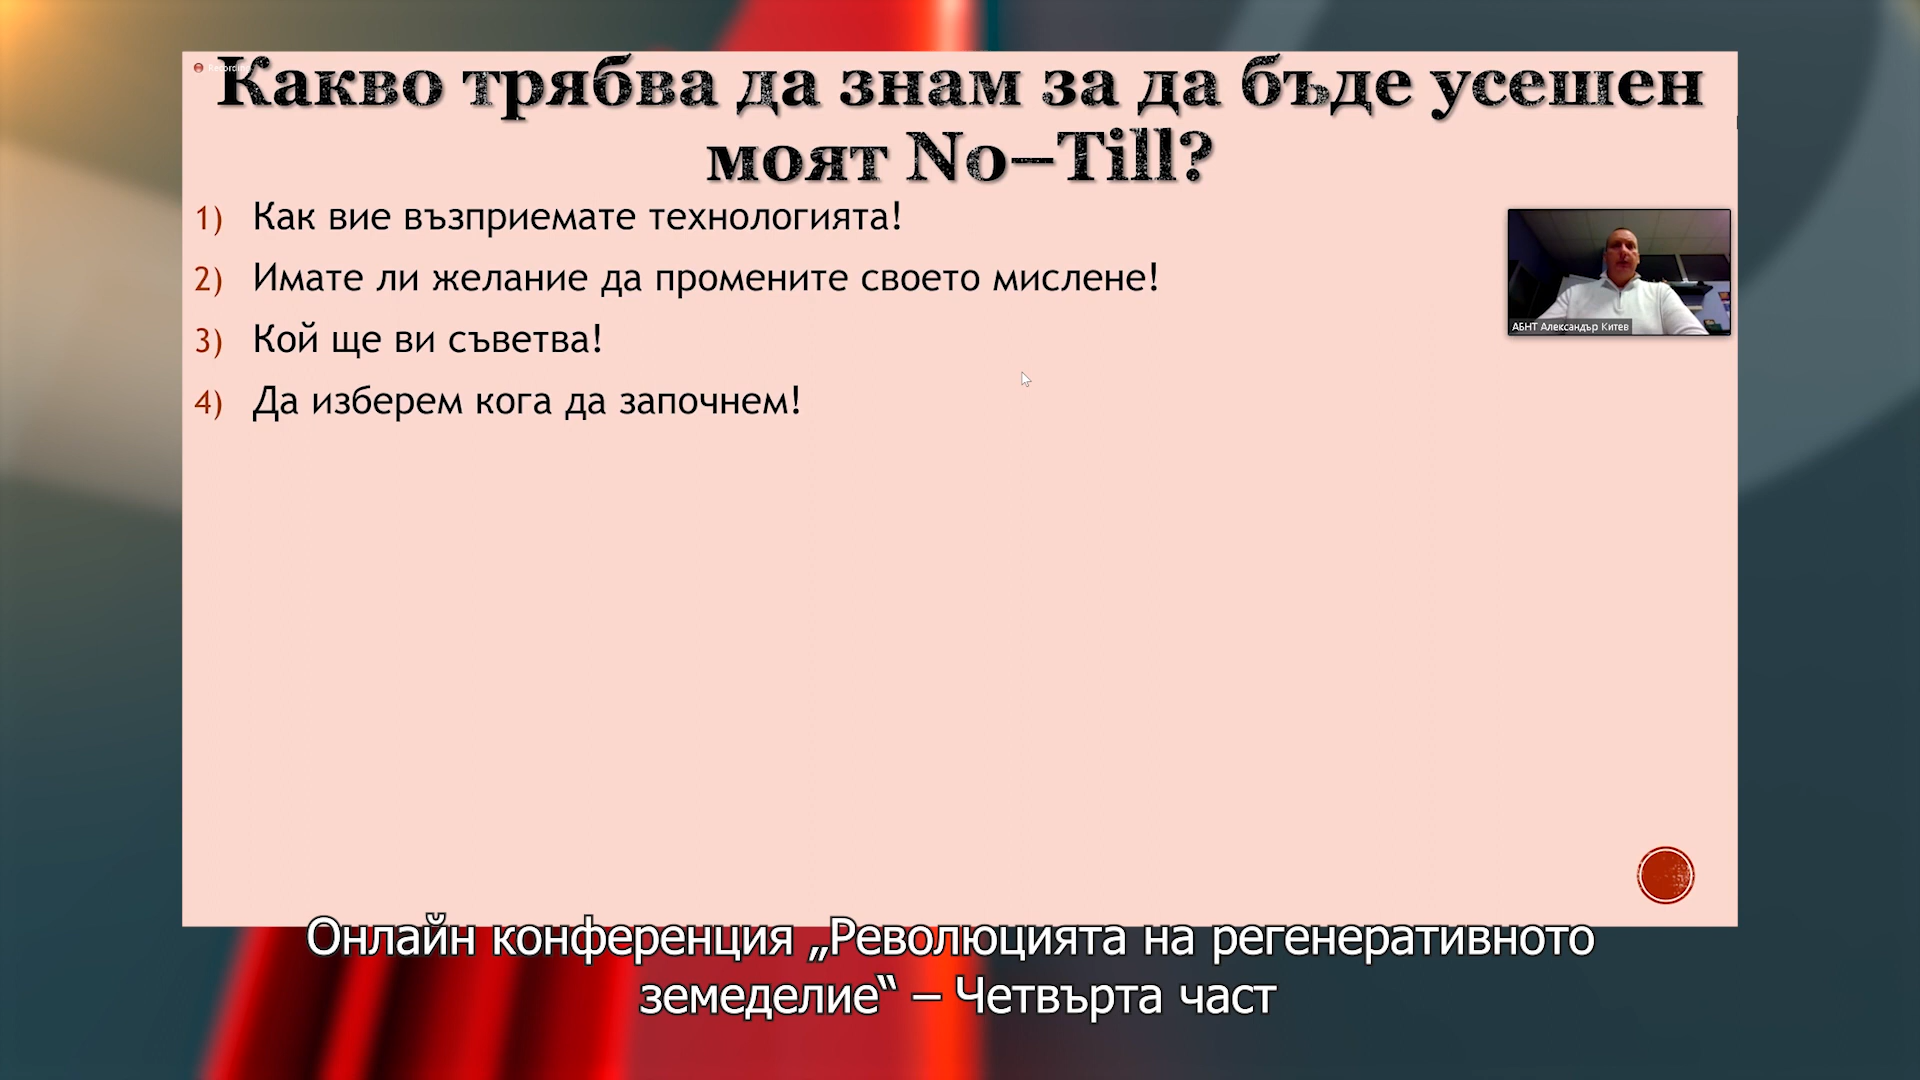 Recording
Какво трябва да знам за да бъде усешен
моят No–Till?
1) Как вие възприемате технологията!
2) Имате ли желание да промените своето мислене!
3) Кой ще ви съветва!
4) Да изберем кога да започнем!
АБНТ Александър Китев
Онлайн конференция „Революцията на регенеративното
земеделие“ – Четвърта част